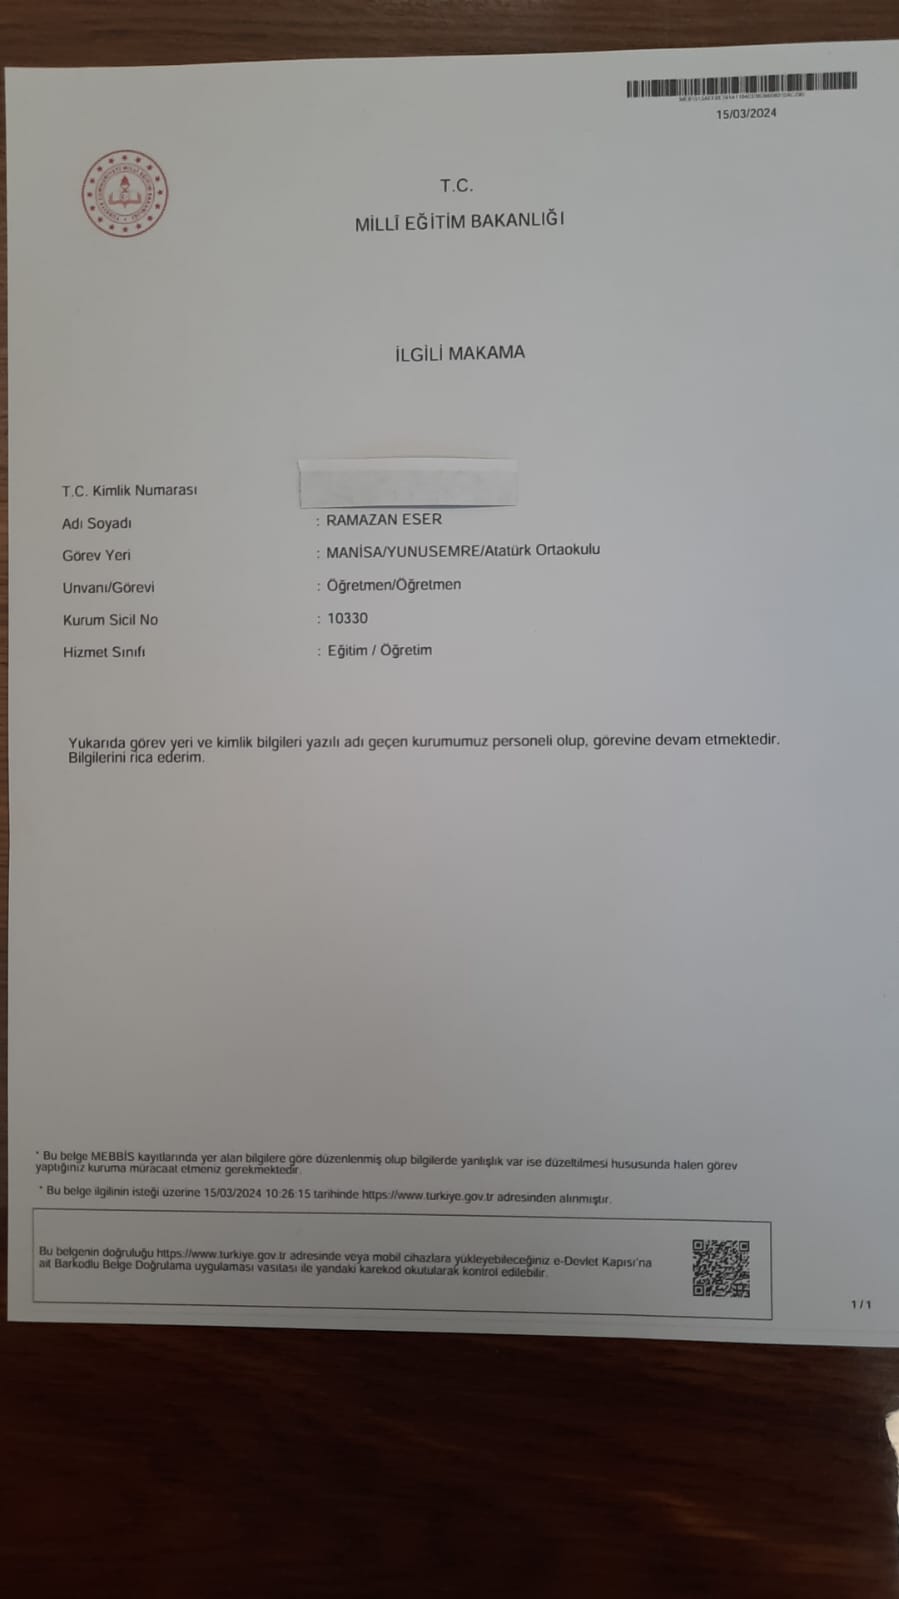 15/03/2024
T.C.
MİLLÎ EĞİTİM BAKANLIĞI
İLGİLİ MAKAMA
T.C. Kimlik Numarası
Adı Soyadı : RAMAZAN ESER
Görev Yeri : MANİSA/YUNUSEMRE/Atatürk Ortaokulu
Unvanı/Görevi : Öğretmen/Öğretmen
Kurum Sicil No : 10330
Hizmet Sınıfı : Eğitim / Öğretim
Yukarıda görev yeri ve kimlik bilgileri yazılı adı geçen kurumumuz personeli olup, görevine devam etmektedir.
Bilgilerini rica ederim.
* Bu belge MEBBİS kayıtlarında yer alan bilgilere göre düzenlenmiş olup bilgilerde yanlışlık var ise düzeltilmesi hususunda halen görev
yaptığınız kuruma müracaat etmeniz gerekmektedir.
* Bu belge ilgilinin isteği üzerine 15/03/2024 10:26:15 tarihinde https://www.turkiye.gov.tr adresinden alınmıştır.
Bu belgenin doğruluğu https://www.turkiye.gov.tr adresinde veya mobil cihazlara yükleyebileceğiniz e-Devlet Kapısı'na
ait Barkodlu Belge Doğrulama uygulaması vasıtası ile yandaki karekod okutularak kontrol edilebilir.
1 / 1